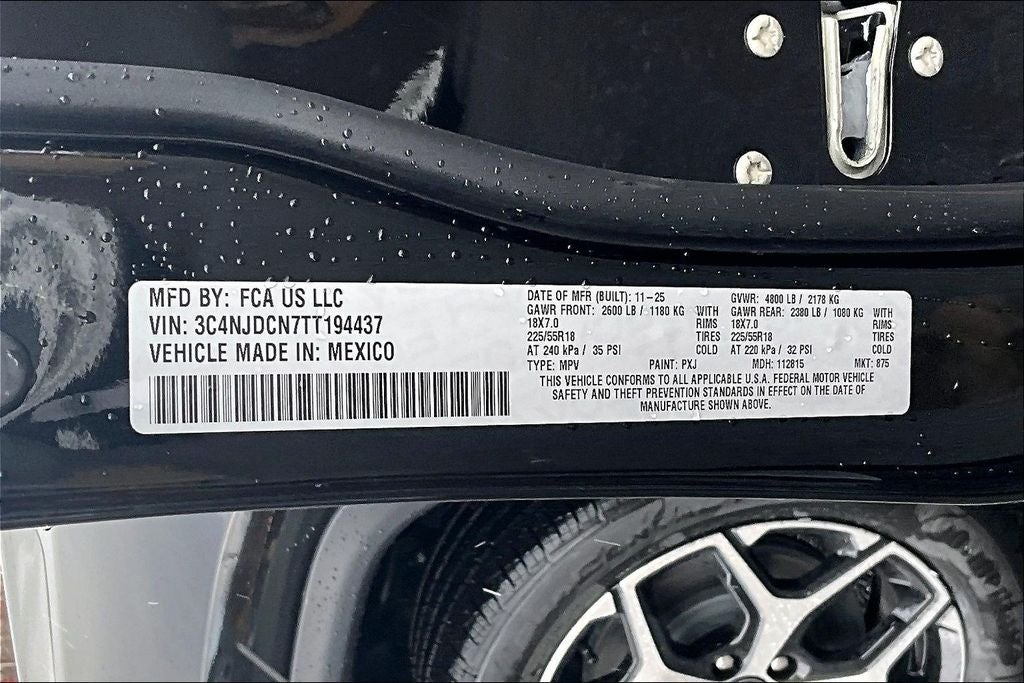 MFD BY: FCA US LLC
VIN: 3C4NJDCN7TT194437
VEHICLE MADE IN: MEXICO
DATE OF MFR (BUILT): 11-25
GVWR: 4800 LB / 2178 KG
GAWR FRONT: 2600 LB / 1180 KG WITH
18X7.0 RIMS
225/55R18 TIRES
AT 240 kPa / 35 PSI COLD
GAWR REAR: 2380 LB / 1080 KG WITH
18X7.0 RIMS
225/55R18 TIRES
AT 220 kPa / 32 PSI COLD
TYPE: MPV PAINT: PXJ MDH: 112815 MKT: 875
THIS VEHICLE CONFORMS TO ALL APPLICABLE U.S.A. FEDERAL MOTOR VEHICLE
SAFETY AND THEFT PREVENTION STANDARDS IN EFFECT ON THE DATE OF
MANUFACTURE SHOWN ABOVE.